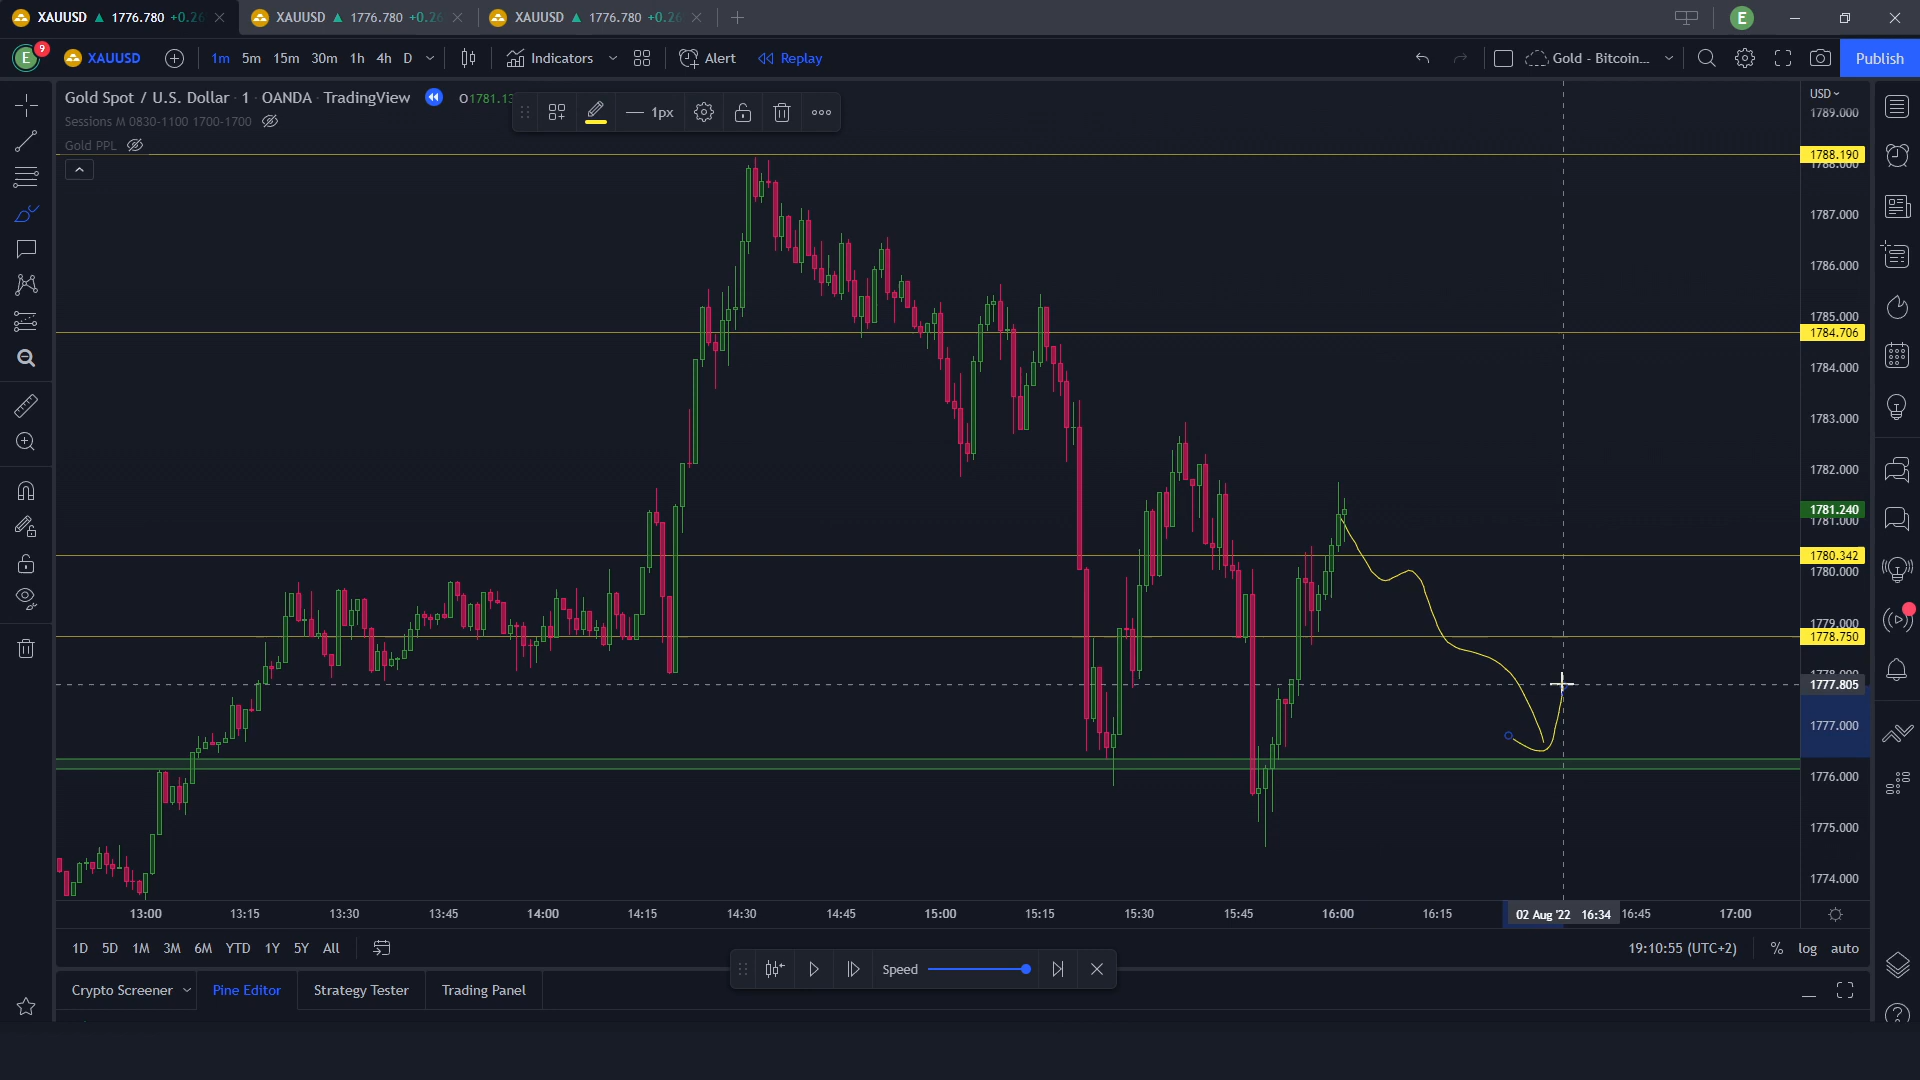 XAUUSD ▲ 1776.780 +0.26
XAUUSD ▲ 1776.780 +0.26
XAUUSD ▲ 1776.780 +0.26
E
E 9 XAUUSD 1m 5m 15m 30m 1h 4h D Indicators Alert Replay Gold - Bitcoin... Publish
Gold Spot / U.S. Dollar · 1 · OANDA · TradingView O1781.13
1px
Sessions M 0830-1100 1700-1700
Gold PPL
USD
1789.000
1788.190
1788.000
1787.000
1786.000
1785.000
1784.706
1784.000
1783.000
1782.000
1781.240
1781.000
1780.342
1780.000
1779.000
1778.750
1778.000
1777.805
1777.000
1776.000
1775.000
1774.000
13:00 13:15 13:30 13:45 14:00 14:15 14:30 14:45 15:00 15:15 15:30 15:45 16:00 16:15 02 Aug '22 16:34 16:45 17:00
1D 5D 1M 3M 6M YTD 1Y 5Y All 19:10:55 (UTC+2) % log auto
Speed
Crypto Screener Pine Editor Strategy Tester Trading Panel